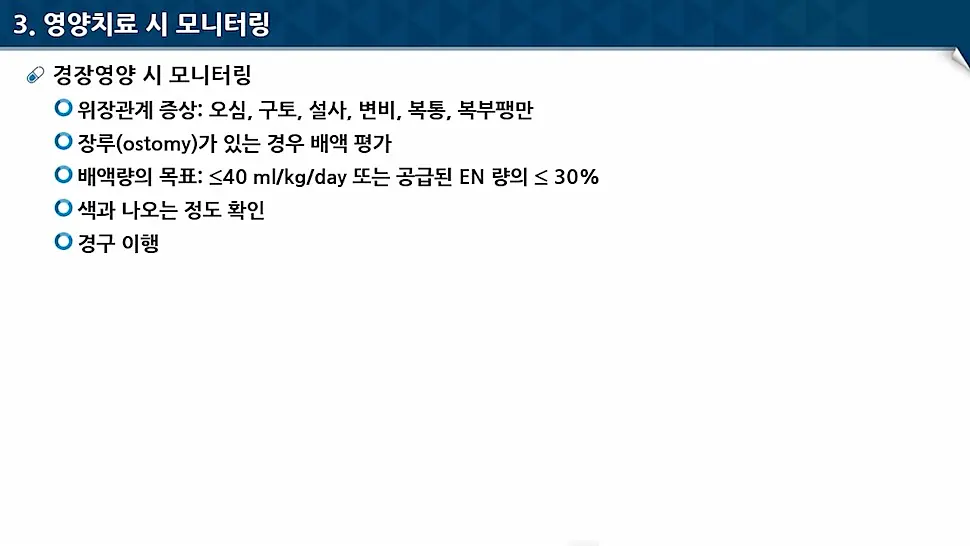 3. 영양치료 시 모니터링
경장영양 시 모니터링
위장관계 증상: 오심, 구토, 설사, 변비, 복통, 복부팽만
장루(ostomy)가 있는 경우 배액 평가
배액량의 목표: ≤40 ml/kg/day 또는 공급된 EN 량의 ≤ 30%
색과 나오는 정도 확인
경구 이행